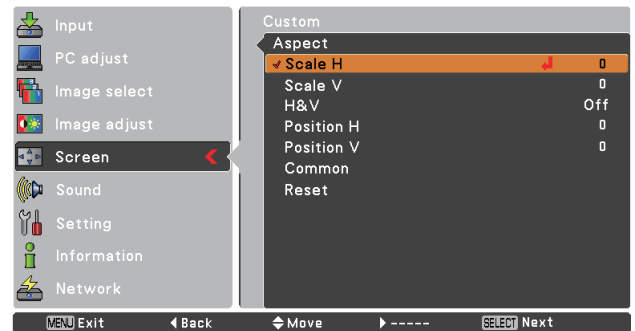 Input
PC adjust
Image select
Image adjust
Screen
Sound
Setting
Information
Network
Custom
Aspect
Scale H 0
Scale V 0
H&V Off
Position H 0
Position V 0
Common
Reset
MENU Exit Back Move ----- SELECT Next